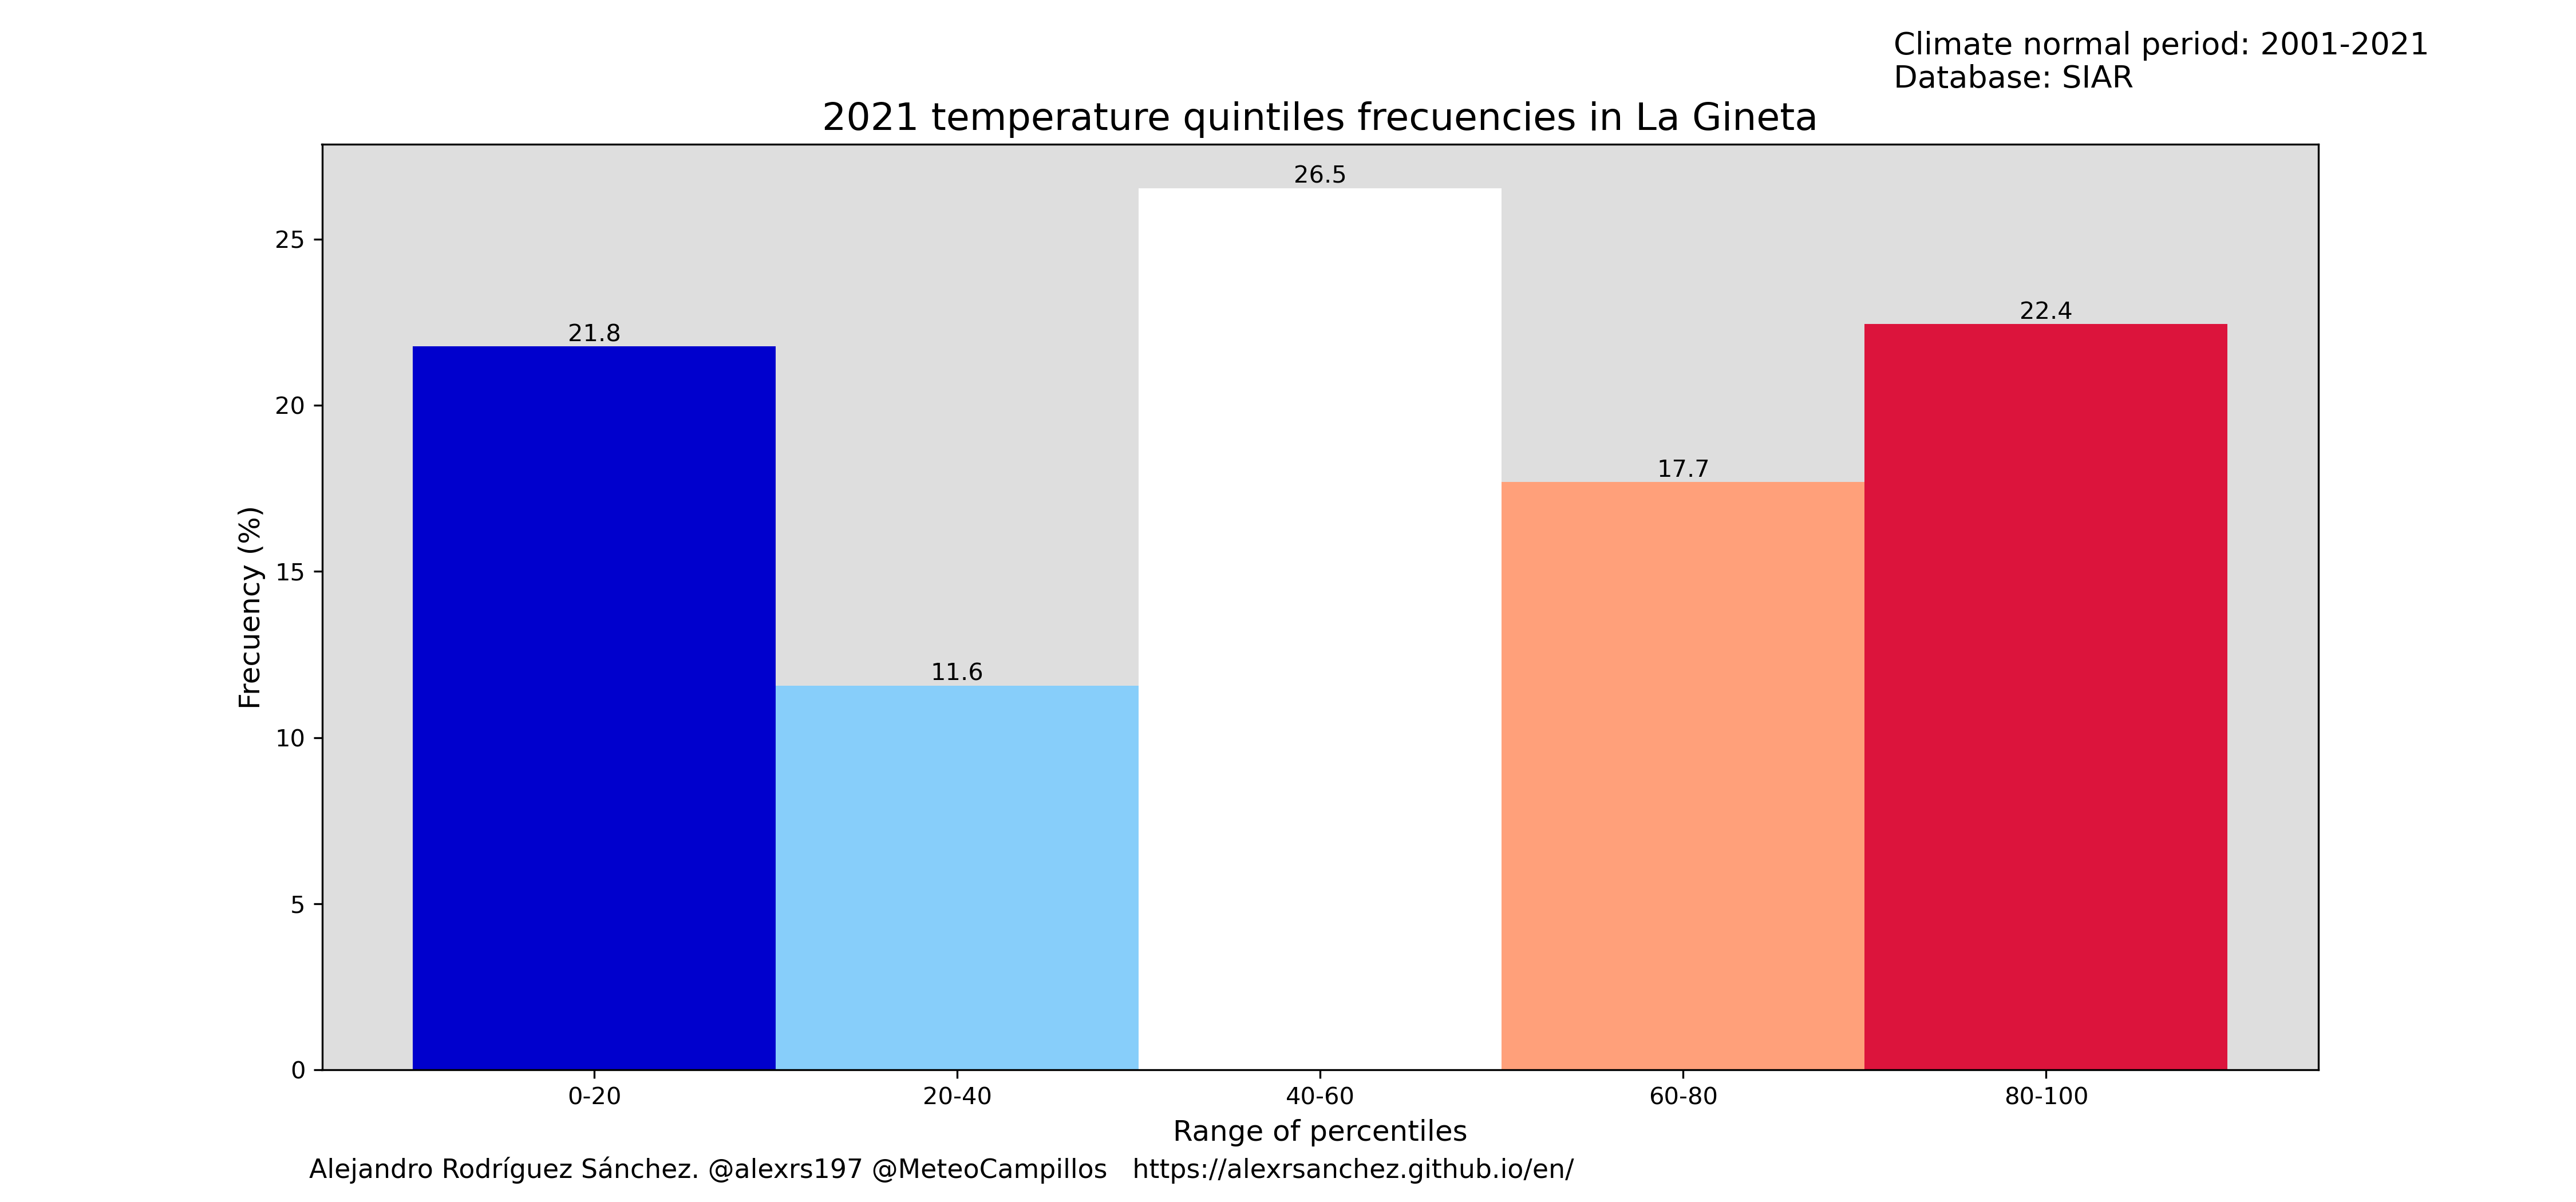 Climate normal period: 2001-2021
Database: SIAR
2021 temperature quintiles frecuencies in La Gineta
26.5
25
22.4
21.8
20
17.7
Frecuency (%)
15
11.6
10
5
0
0-20 20-40 40-60 60-80 80-100
Range of percentiles
Alejandro Rodríguez Sánchez. @alexrs197 @MeteoCampillos https://alexrsanchez.github.io/en/